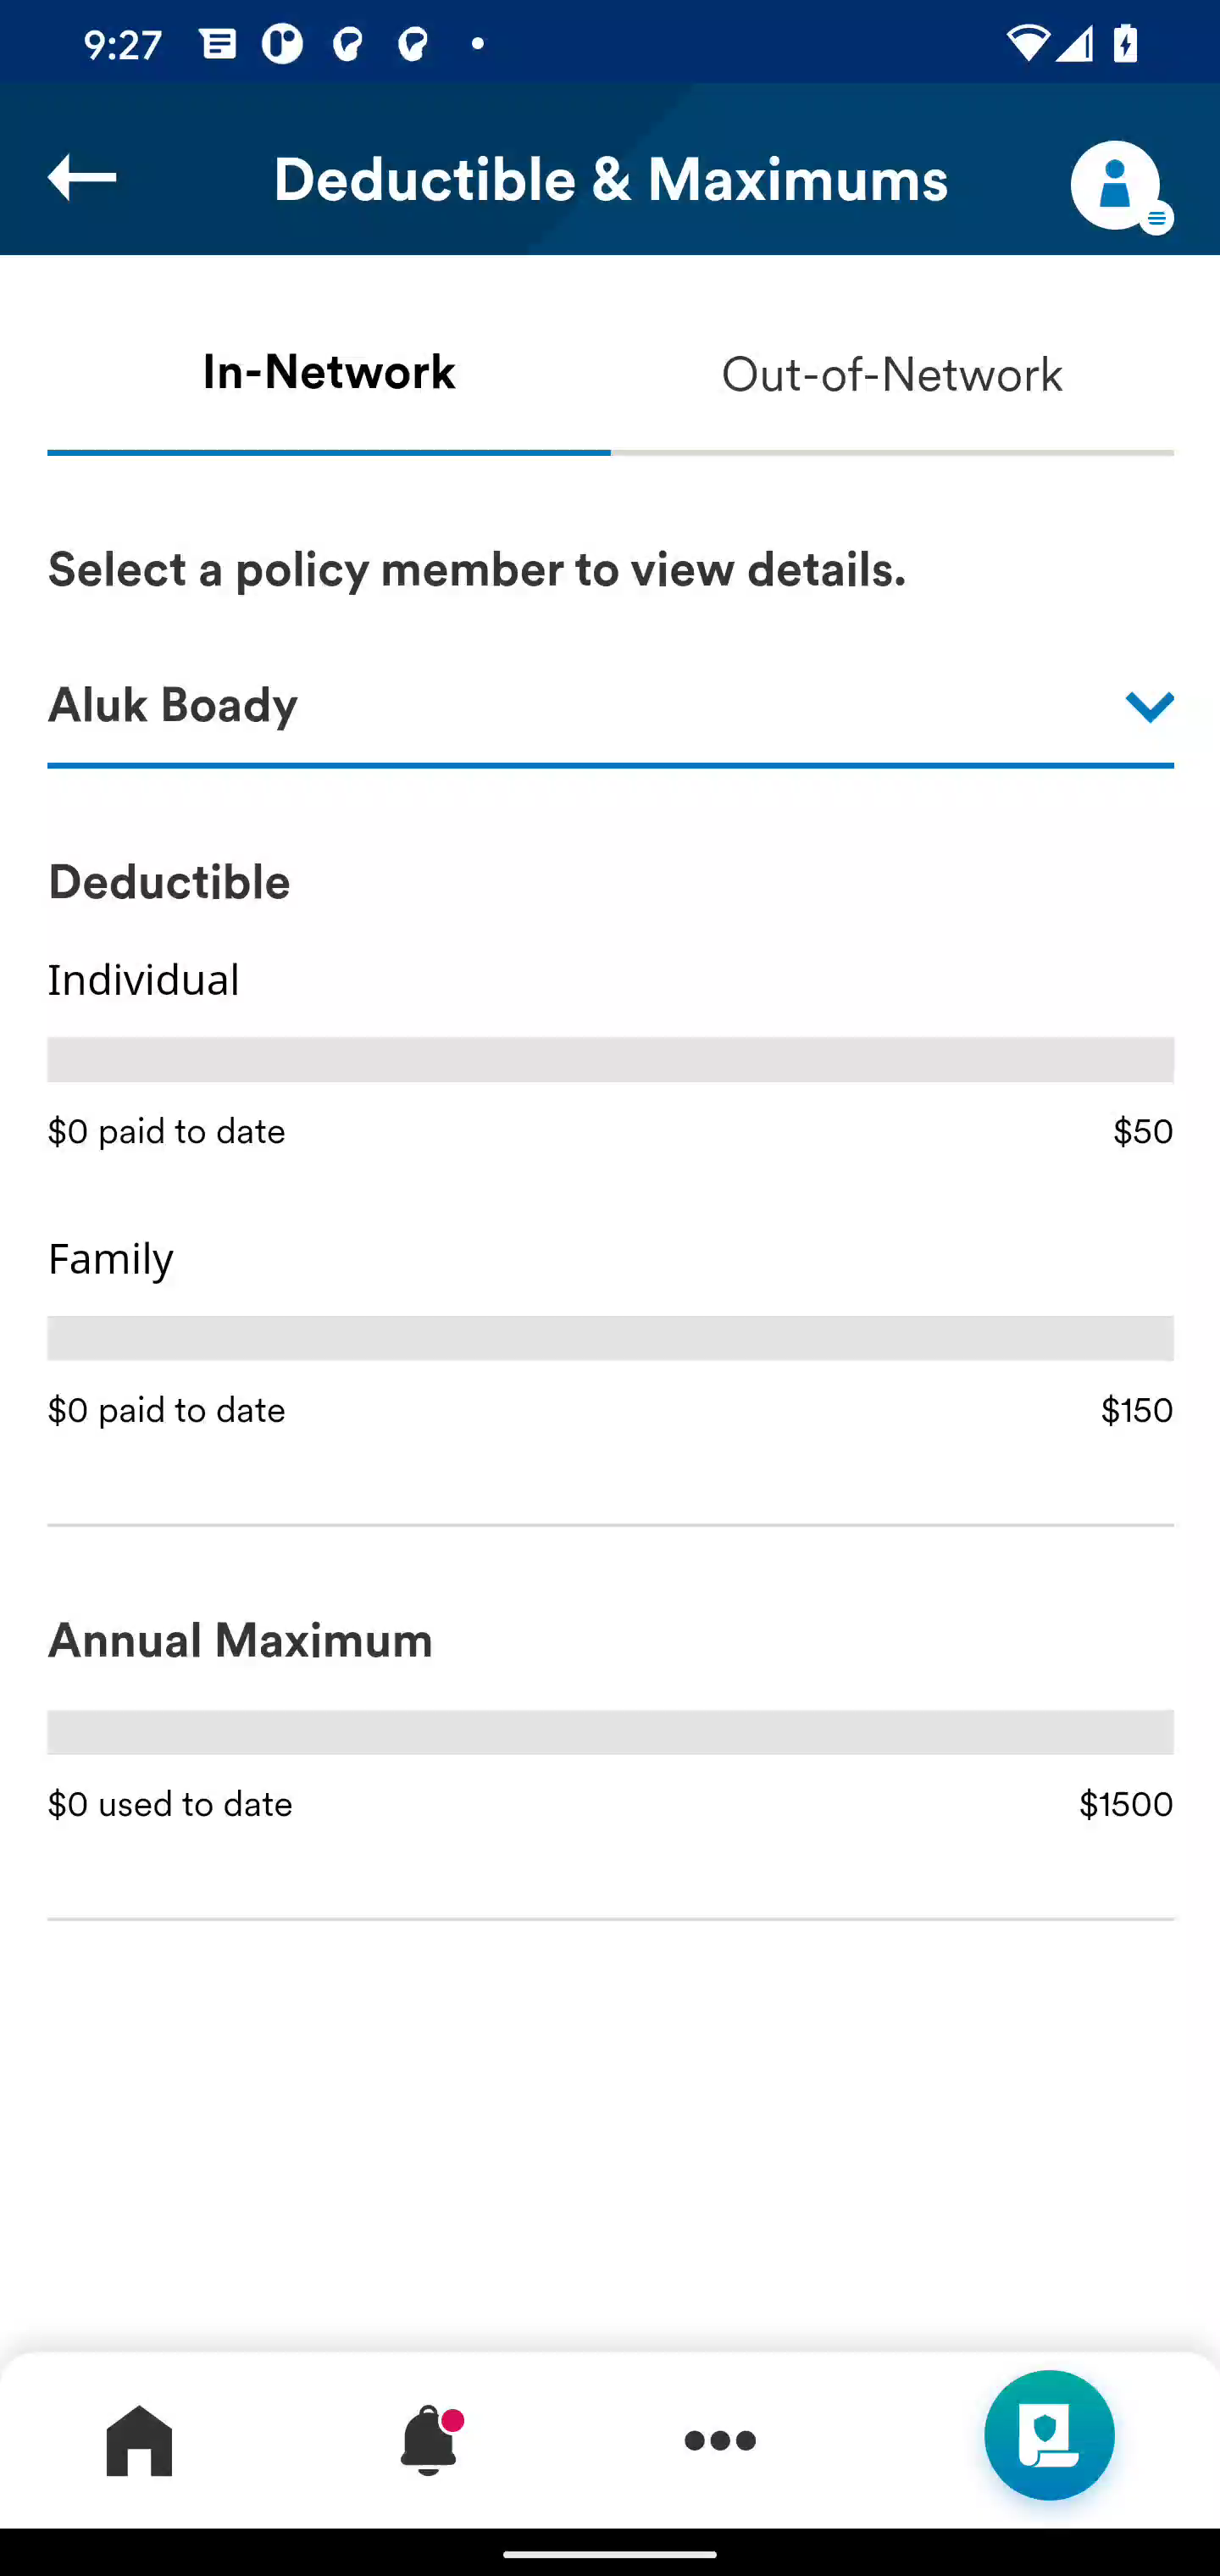 9:27
Deductible & Maximums
In-Network
Out-of-Network
Select a policy member to view details.
Aluk Boady
Deductible
Individual
$0 paid to date
$50
Family
$0 paid to date
$150
Annual Maximum
$0 used to date
$1500